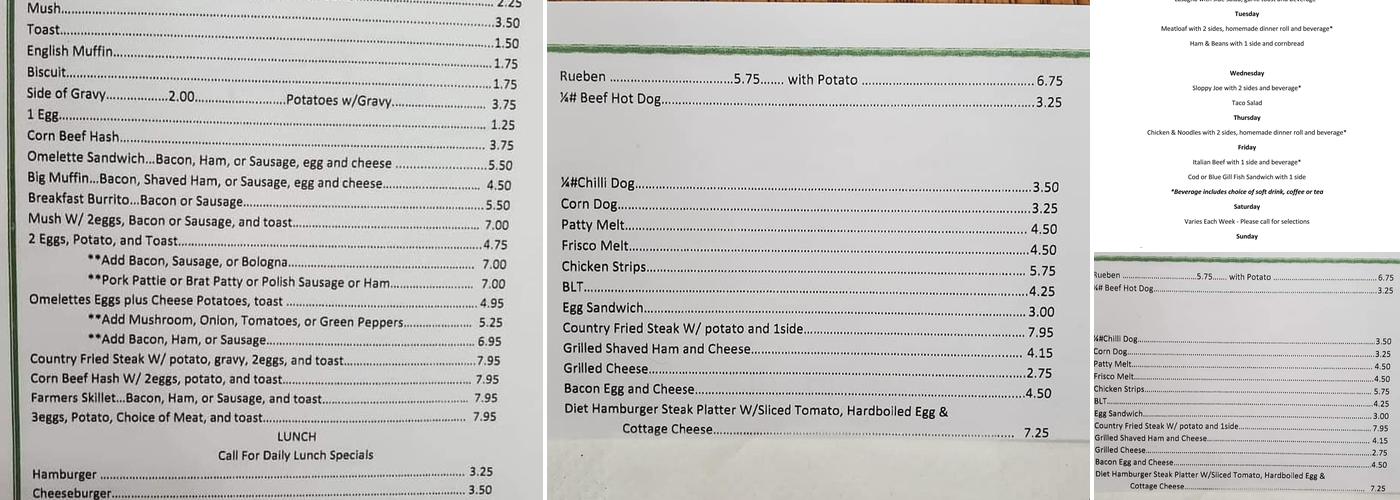 2.25
Mush 3.50
Toast 1.50
English Muffin 1.75
Biscuit 1.75
Side of Gravy 2.00 Potatoes w/Gravy 3.75
1 Egg 1.25
Corn Beef Hash 3.75
Omelette Sandwich...Bacon, Ham, or Sausage, egg and cheese 5.50
Big Muffin...Bacon, Shaved Ham, or Sausage, egg and cheese 4.50
Breakfast Burrito...Bacon or Sausage 5.50
Mush W/ 2eggs, Bacon or Sausage, and toast 7.00
2 Eggs, Potato, and Toast 4.75
**Add Bacon, Sausage, or Bologna 7.00
**Pork Pattie or Brat Patty or Polish Sausage or Ham 7.00
Omelettes Eggs plus Cheese Potatoes, toast 4.95
**Add Mushroom, Onion, Tomatoes, or Green Peppers 5.25
**Add Bacon, Ham, or Sausage 6.95
Country Fried Steak W/ potato, gravy, 2eggs, and toast 7.95
Corn Beef Hash W/ 2eggs, potato, and toast 7.95
Farmers Skillet...Bacon, Ham, or Sausage, and toast 7.95
3eggs, Potato, Choice of Meat, and toast 7.95
LUNCH
Call For Daily Lunch Specials
Hamburger 3.25
Cheeseburger 3.50
Rueben 5.75 with Potato 6.75
¼# Beef Hot Dog 3.25
¼#Chilli Dog 3.50
Corn Dog 3.25
Patty Melt 4.50
Frisco Melt 4.50
Chicken Strips 5.75
BLT 4.25
Egg Sandwich 3.00
Country Fried Steak W/ potato and 1side 7.95
Grilled Shaved Ham and Cheese 4.15
Grilled Cheese 2.75
Bacon Egg and Cheese 4.50
Diet Hamburger Steak Platter W/Sliced Tomato, Hardboiled Egg &
Cottage Cheese 7.25
Tuesday
Meatloaf with 2 sides, homemade dinner roll and beverage*
Ham & Beans with 1 side and cornbread
Wednesday
Sloppy Joe with 2 sides and beverage*
Taco Salad
Thursday
Chicken & Noodles with 2 sides, homemade dinner roll and beverage*
Friday
Italian Beef with 1 side and beverage*
Cod or Blue Gill Fish Sandwich with 1 side
*Beverage includes choice of soft drink, coffee or tea
Saturday
Varies Each Week - Please call for selections
Sunday
Rueben 5.75 with Potato 6.75
¼# Beef Hot Dog 3.25
¼#Chilli Dog 3.50
Corn Dog 3.25
Patty Melt 4.50
Frisco Melt 4.50
Chicken Strips 5.75
BLT 4.25
Egg Sandwich 3.00
Country Fried Steak W/ potato and 1side 7.95
Grilled Shaved Ham and Cheese 4.15
Grilled Cheese 2.75
Bacon Egg and Cheese 4.50
Diet Hamburger Steak Platter W/Sliced Tomato, Hardboiled Egg &
Cottage Cheese 7.25